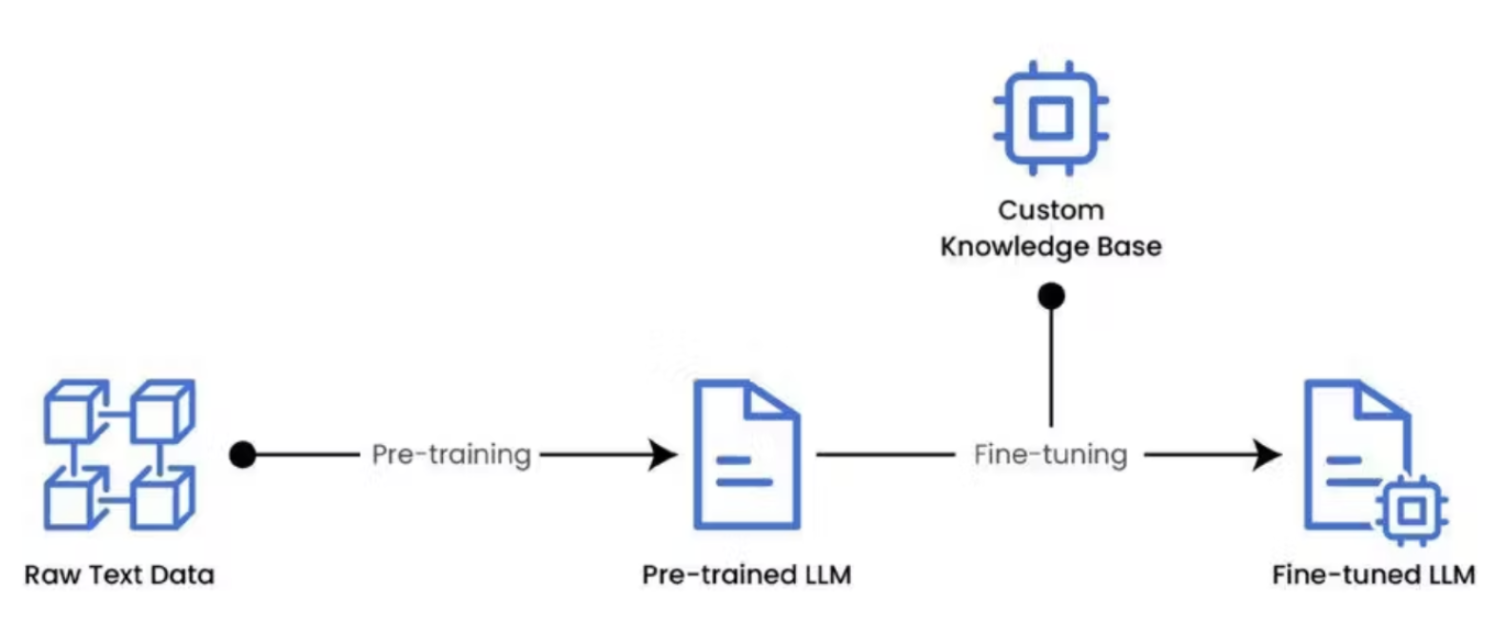 Custom
Knowledge Base
Pre-training
Fine-tuning
Raw Text Data
Pre-trained LLM
Fine-tuned LLM